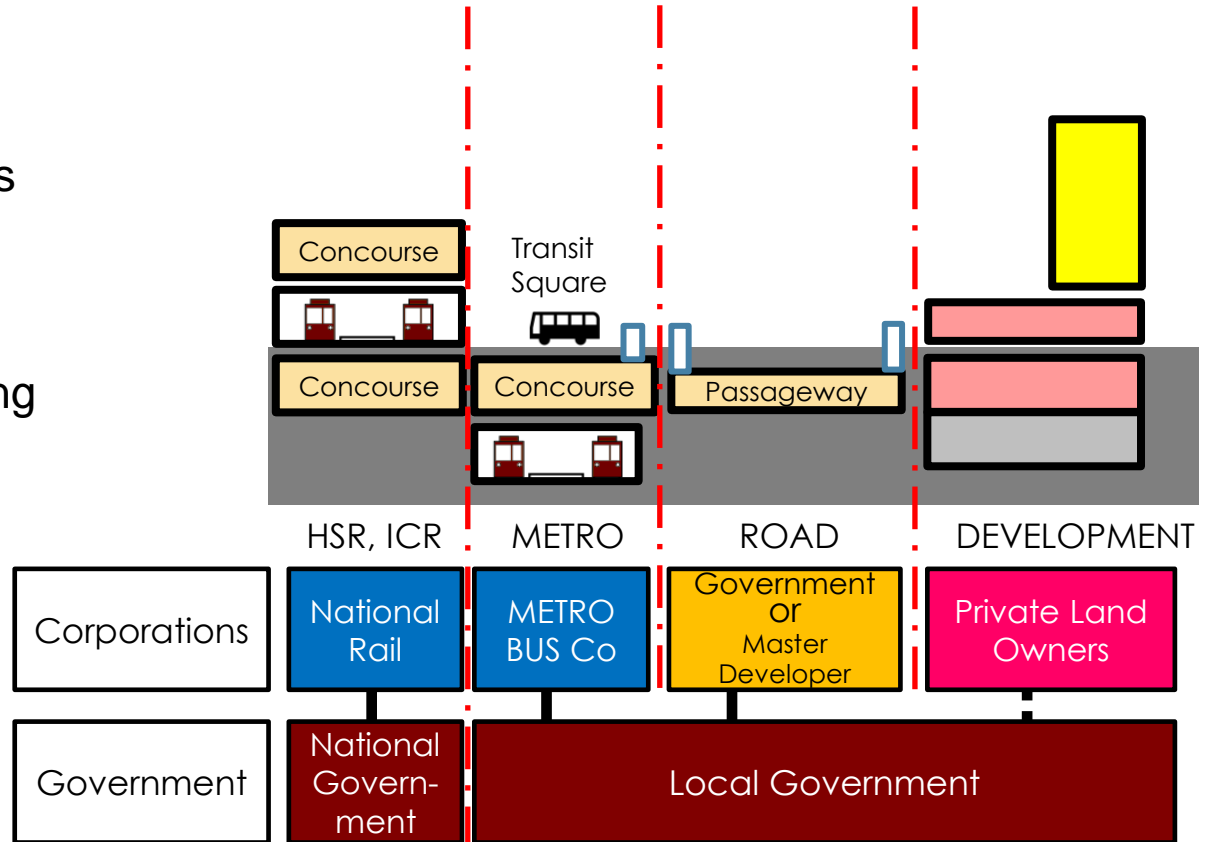 s
ng
Concourse
Transit
Square
Concourse
Concourse
Passageway
HSR, ICR
METRO
ROAD
DEVELOPMENT
Corporations
National
Rail
METRO
BUS Co
Government
or
Master
Developer
Private Land
Owners
Government
National
Govern-
ment
Local Government